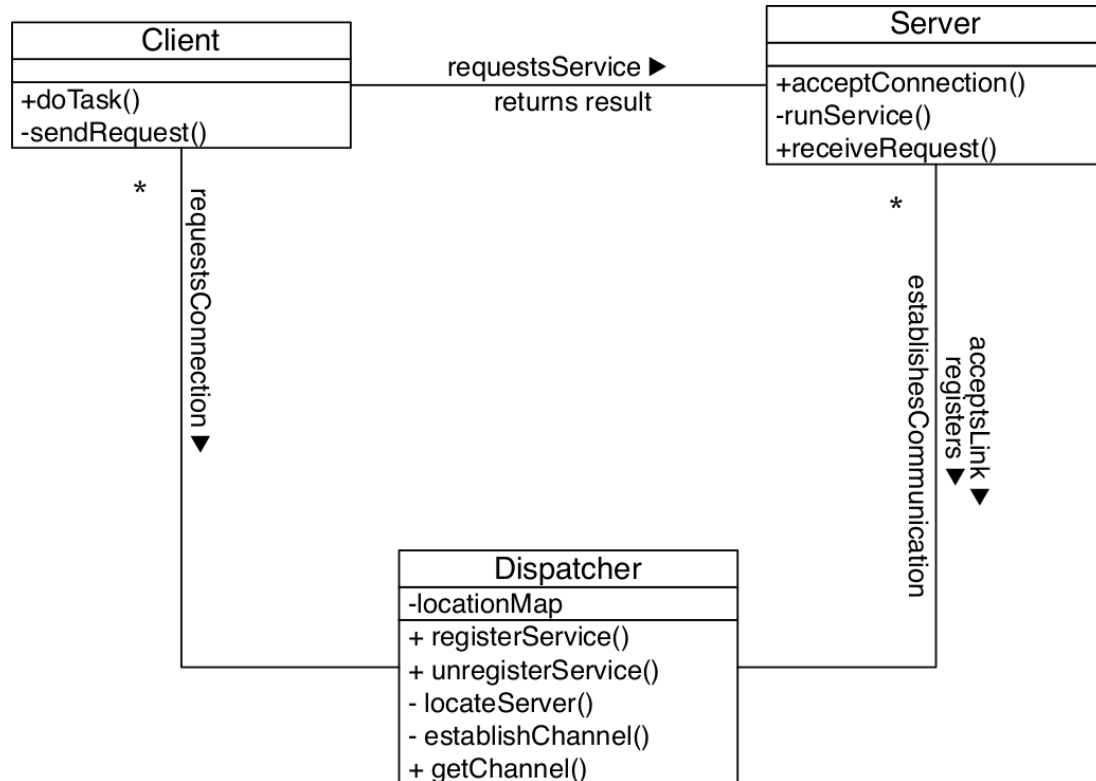 Client
+doTask()
-sendRequest()
requestsService ▶
returns result
Server
+acceptConnection()
-runService()
+receiveRequest()
*
requestsConnection ▶
*
establishesCommunication
registers ▶
acceptsLink ▶
Dispatcher
-locationMap
+ registerService()
+ unregisterService()
- locateServer()
- establishChannel()
+ getChannel()